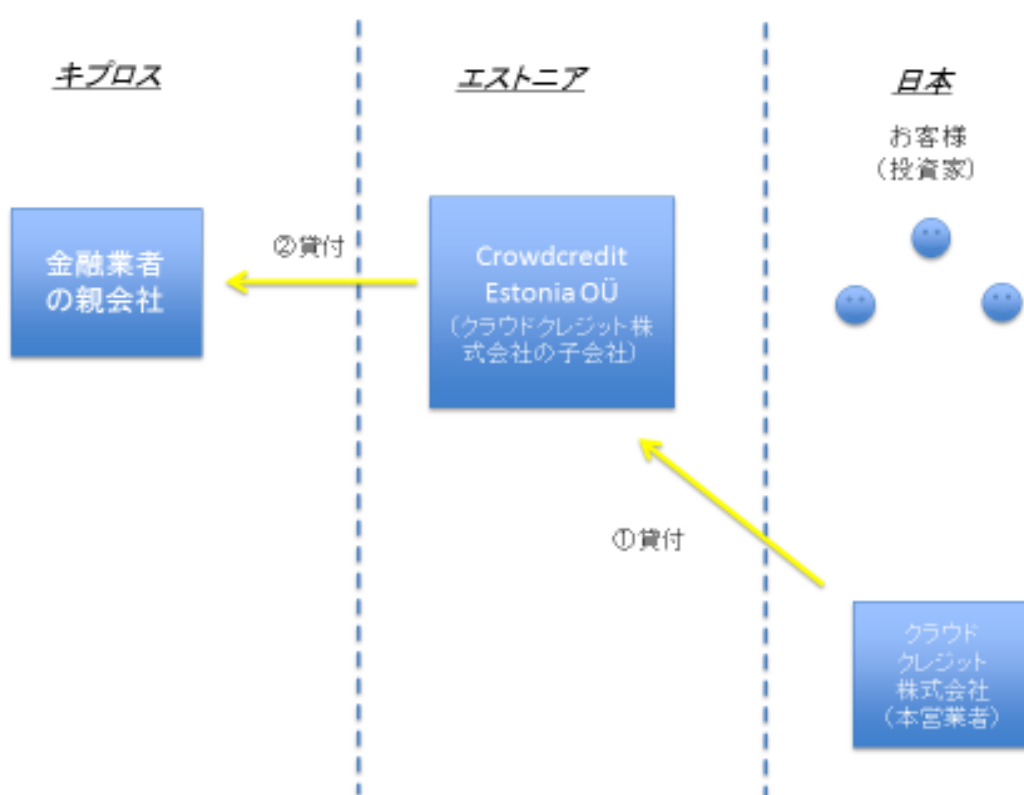 キプロス
エストニア
日本
お客様
（投資家）
金融業者
の親会社
②貸付
Crowdcredit
Estonia OÜ
（クラウドクレジット株
式会社の子会社）
①貸付
クラウド
クレジット
株式会社
（本営業者）